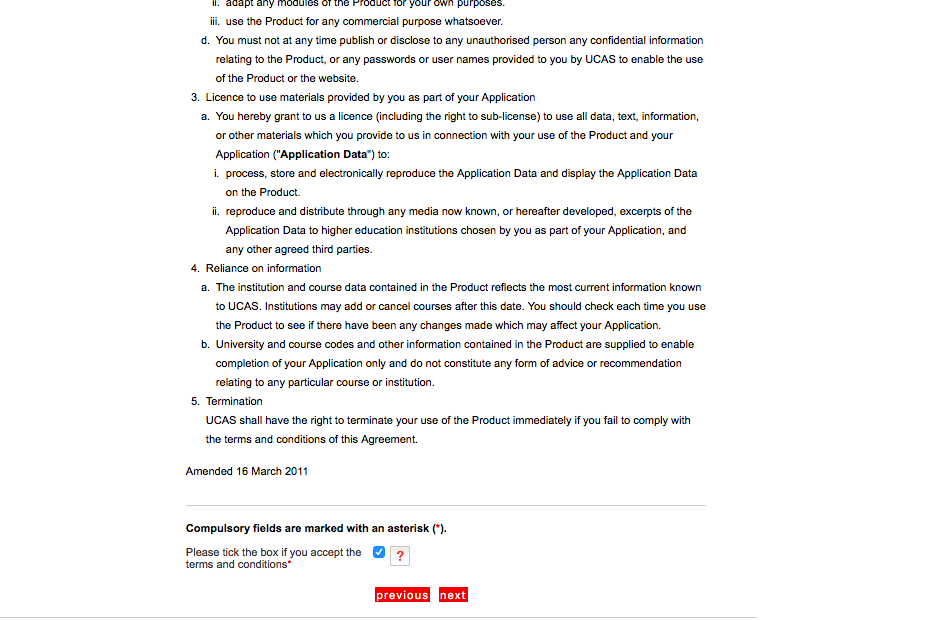 ii. adapt any modules of the Product for your own purposes.
iii. use the Product for any commercial purpose whatsoever.
d. You must not at any time publish or disclose to any unauthorised person any confidential information
relating to the Product, or any passwords or user names provided to you by UCAS to enable the use
of the Product or the website.
3. Licence to use materials provided by you as part of your Application
a. You hereby grant to us a licence (including the right to sub-license) to use all data, text, information,
or other materials which you provide to us in connection with your use of the Product and your
Application ("Application Data") to:
i. process, store and electronically reproduce the Application Data and display the Application Data
on the Product.
ii. reproduce and distribute through any media now known, or hereafter developed, excerpts of the
Application Data to higher education institutions chosen by you as part of your Application, and
any other agreed third parties.
4. Reliance on information
a. The institution and course data contained in the Product reflects the most current information known
to UCAS. Institutions may add or cancel courses after this date. You should check each time you use
the Product to see if there have been any changes made which may affect your Application.
b. University and course codes and other information contained in the Product are supplied to enable
completion of your Application only and do not constitute any form of advice or recommendation
relating to any particular course or institution.
5. Termination
UCAS shall have the right to terminate your use of the Product immediately if you fail to comply with
the terms and conditions of this Agreement.
Amended 16 March 2011
Compulsory fields are marked with an asterisk (*).
Please tick the box if you accept the
terms and conditions*
?
previous next